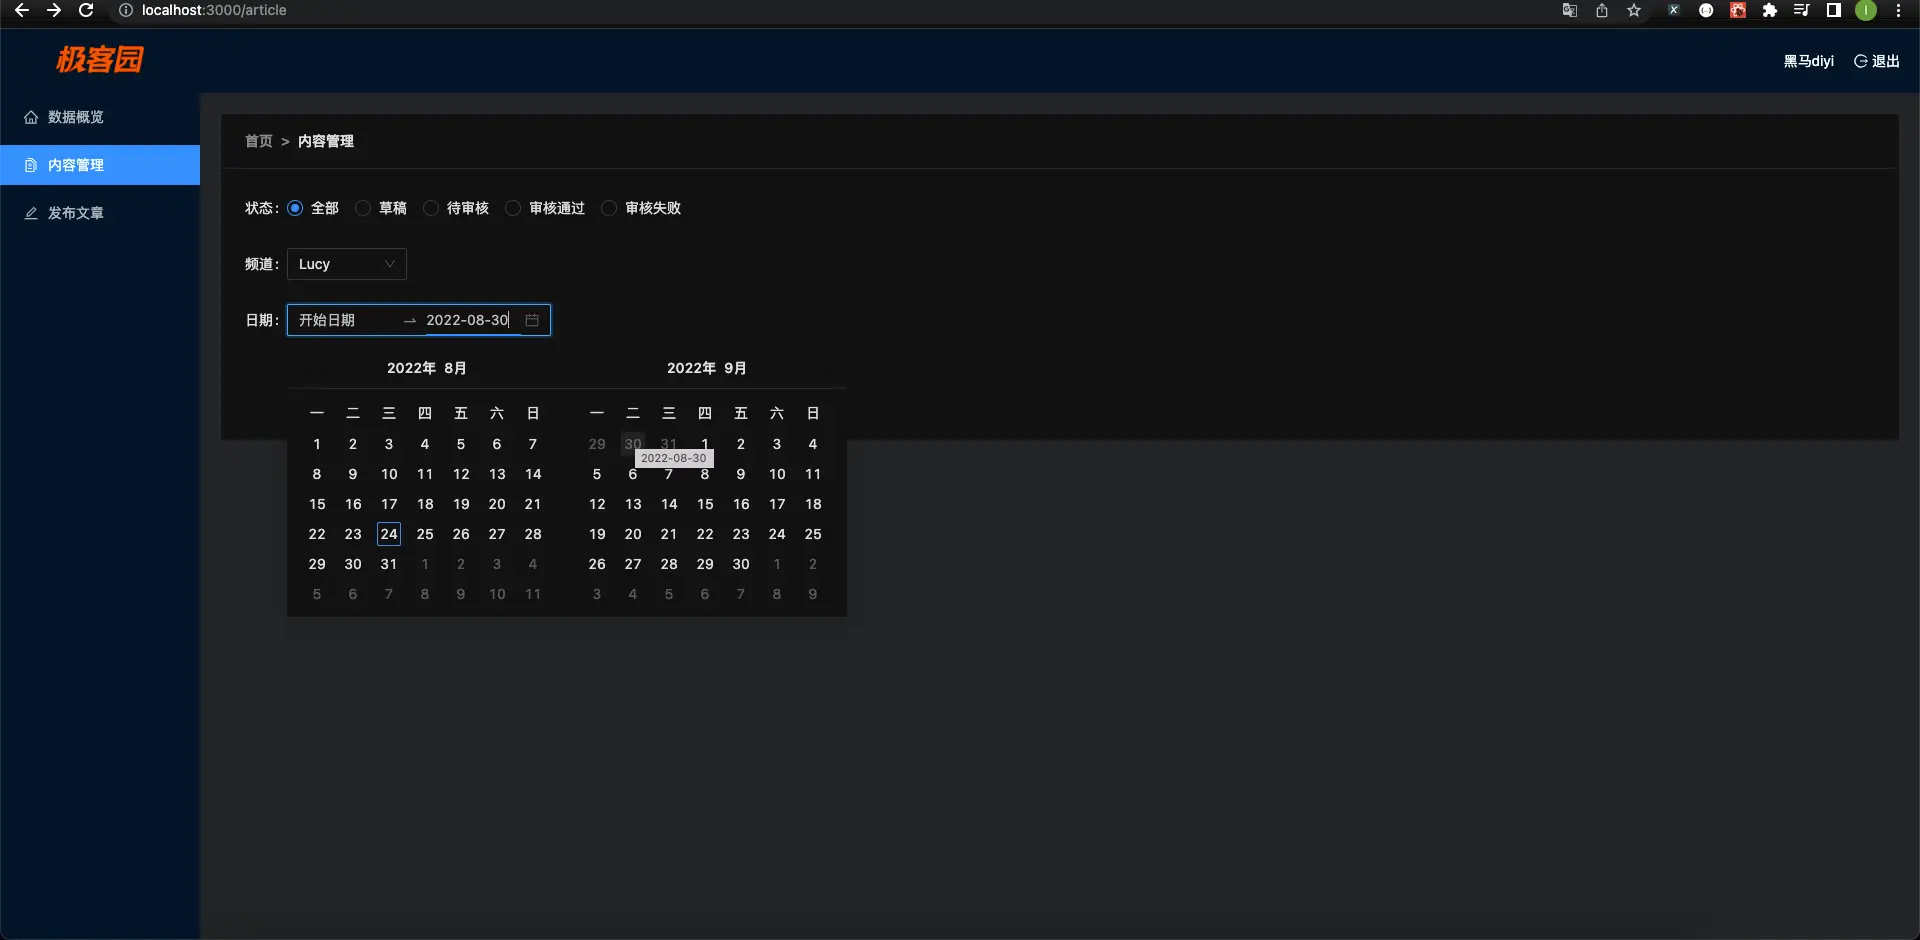 localhost:3000/article
极客园
黑马diyi 退出
数据概览
内容管理
发布文章
首页 > 内容管理
状态: 全部 草稿 待审核 审核通过 审核失败
频道: Lucy
日期: 开始日期 → 2022-08-30
2022年 8月
一 二 三 四 五 六 日
1 2 3 4 5 6 7
8 9 10 11 12 13 14
15 16 17 18 19 20 21
22 23 24 25 26 27 28
29 30 31 1 2 3 4
5 6 7 8 9 10 11
2022年 9月
一 二 三 四 五 六 日
29 30 31 1 2 3 4
2022-08-30
5 6 7 8 9 10 11
12 13 14 15 16 17 18
19 20 21 22 23 24 25
26 27 28 29 30 1 2
3 4 5 6 7 8 9